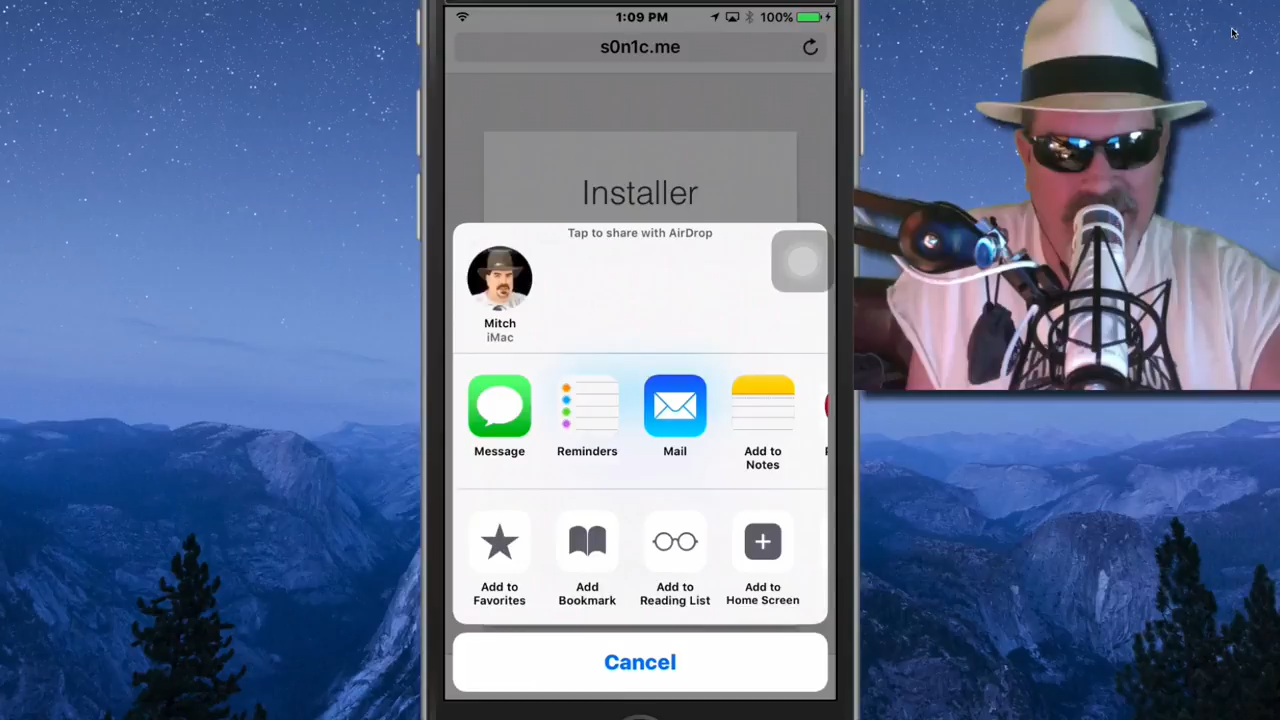 1:09 PM
100%
s0n1c.me
Installer
Tap to share with AirDrop
Mitch
iMac
Message
Reminders
Mail
Add to
Notes
Add to
Favorites
Add
Bookmark
Add to
Reading List
Add to
Home Screen
Cancel